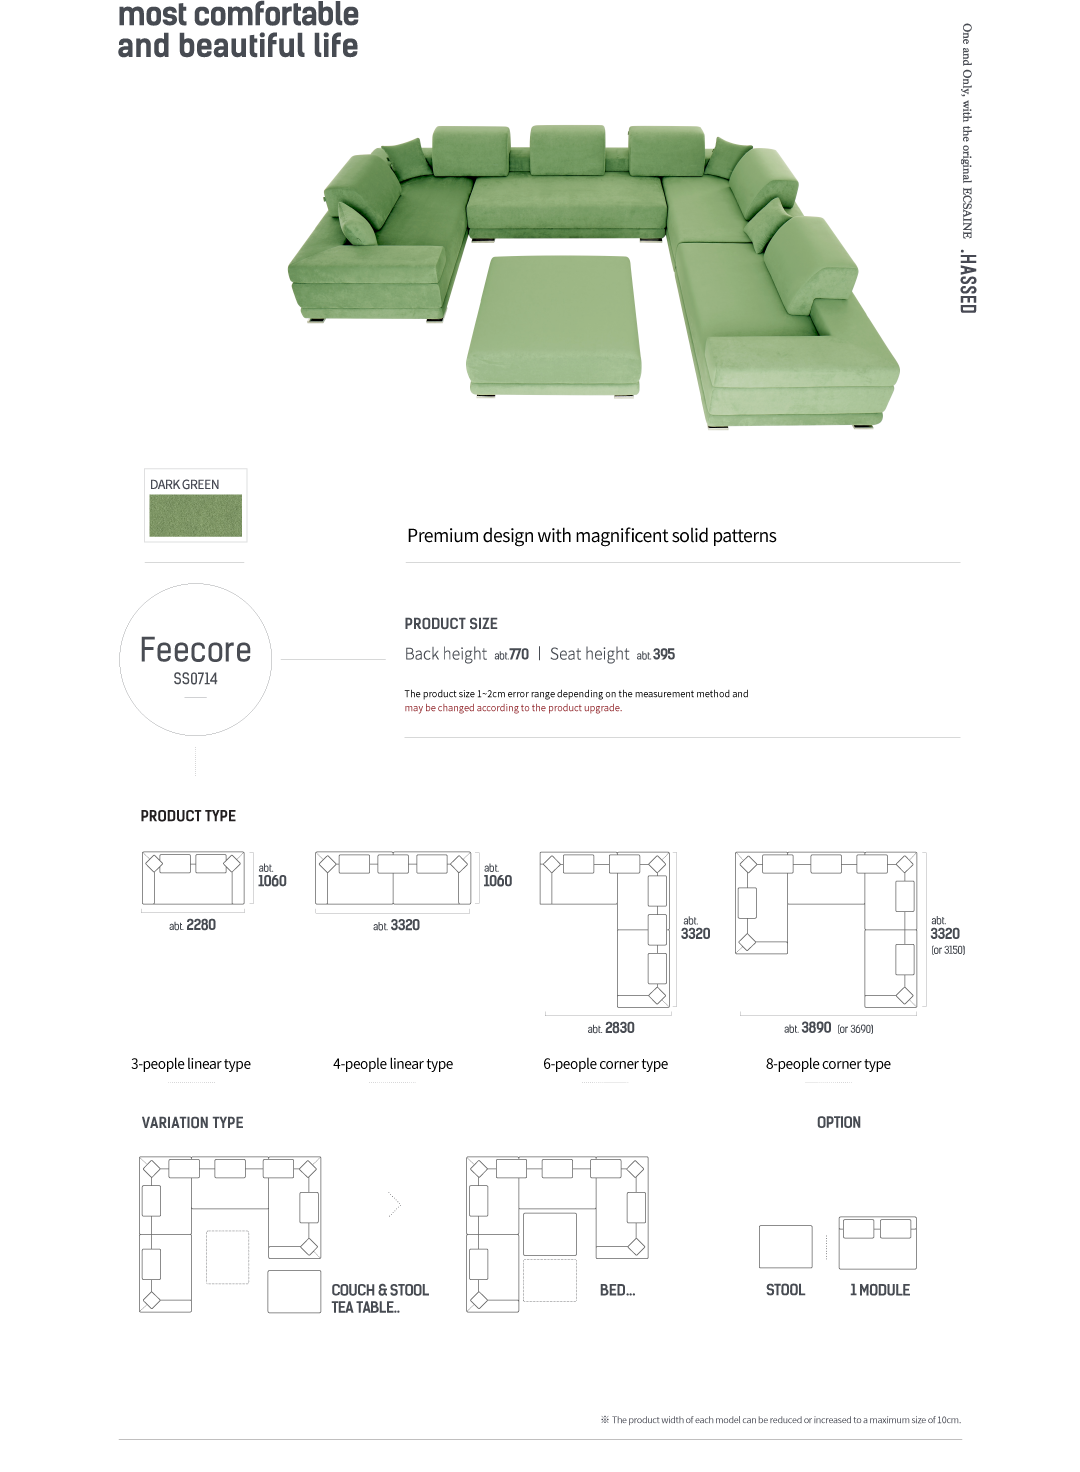 most comfortable
and beautiful life
One and Only, with the original ECSAINE .HASSED
DARK GREEN
Premium design with magnificent solid patterns
Feecore
SS0714
PRODUCT SIZE
Back height abt.770 | Seat height abt.395
The product size 1~2cm error range depending on the measurement method and
may be changed according to the product upgrade.
PRODUCT TYPE
abt.
1060
abt. 2280
abt.
1060
abt. 3320
abt.
3320
abt. 2830
abt.
3320
(or 3150)
abt. 3890 (or 3690)
3-people linear type
4-people linear type
6-people corner type
8-people corner type
VARIATION TYPE
OPTION
COUCH & STOOL
TEA TABLE..
BED...
STOOL
1 MODULE
※ The product width of each model can be reduced or increased to a maximum size of 10cm.